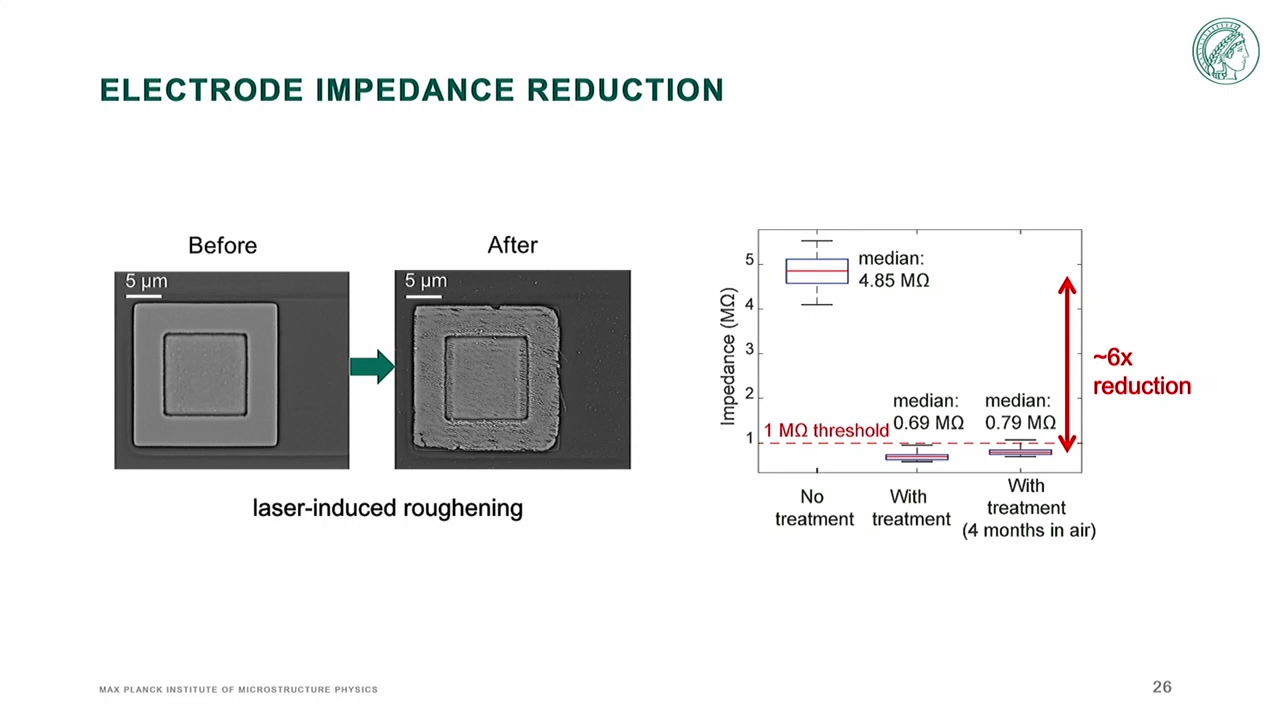 ELECTRODE IMPEDANCE REDUCTION
Before
After
5 μm
5 μm
laser-induced roughening
Impedance (MΩ)
5
4
3
2
1
median:
4.85 MΩ
median:
0.69 MΩ
median:
0.79 MΩ
1 MΩ threshold
~6x
reduction
No
treatment
With
treatment
With
treatment
(4 months in air)
MAX PLANCK INSTITUTE OF MICROSTRUCTURE PHYSICS
26